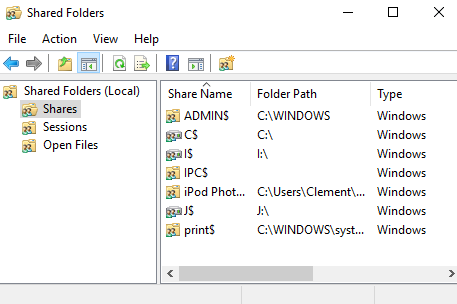 Shared Folders
File Action View Help
Shared Folders (Local)
Shares
Sessions
Open Files
Share Name Folder Path Type
ADMIN$ C:\WINDOWS Windows
C$ C:\ Windows
I$ I:\ Windows
IPC$ Windows
iPod Phot... C:\Users\Clement\... Windows
J$ J:\ Windows
print$ C:\WINDOWS\syst... Windows